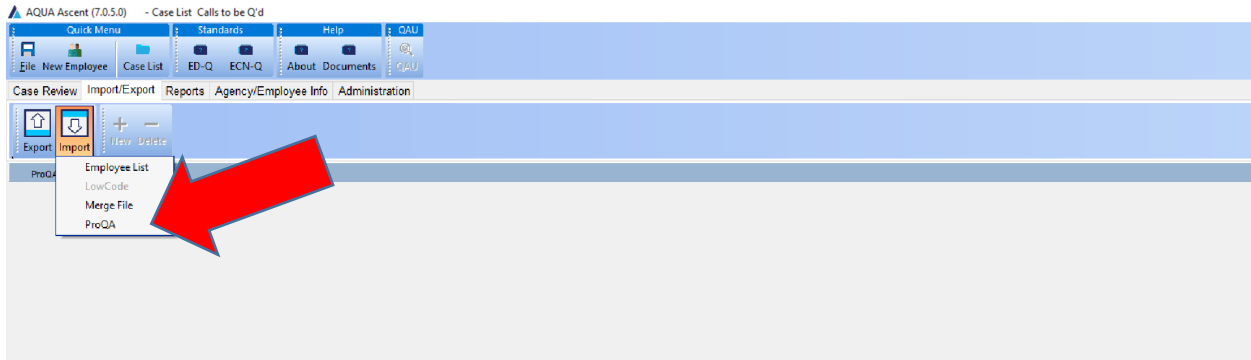 AQUA Ascent (7.0.5.0) - Case List Calls to be Q'd
Quick Menu Standards Help QAU
File New Employee Case List ED-Q ECN-Q About Documents QAU
Case Review Import/Export Reports Agency/Employee Info Administration
Export Import New Delete
Employee List
ProQA
LowCode
Merge File
ProQA